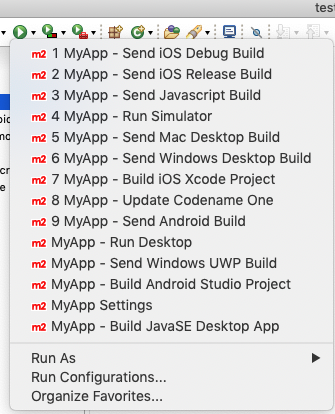 test
m2 1 MyApp - Send iOS Debug Build
m2 2 MyApp - Send iOS Release Build
m2 3 MyApp - Send Javascript Build
m2 4 MyApp - Run Simulator
m2 5 MyApp - Send Mac Desktop Build
m2 6 MyApp - Send Windows Desktop Build
m2 7 MyApp - Build iOS Xcode Project
m2 8 MyApp - Update Codename One
m2 9 MyApp - Send Android Build
m2 MyApp - Run Desktop
m2 MyApp - Send Windows UWP Build
m2 MyApp - Build Android Studio Project
m2 MyApp Settings
m2 MyApp - Build JavaSE Desktop App
Run As
Run Configurations...
Organize Favorites...